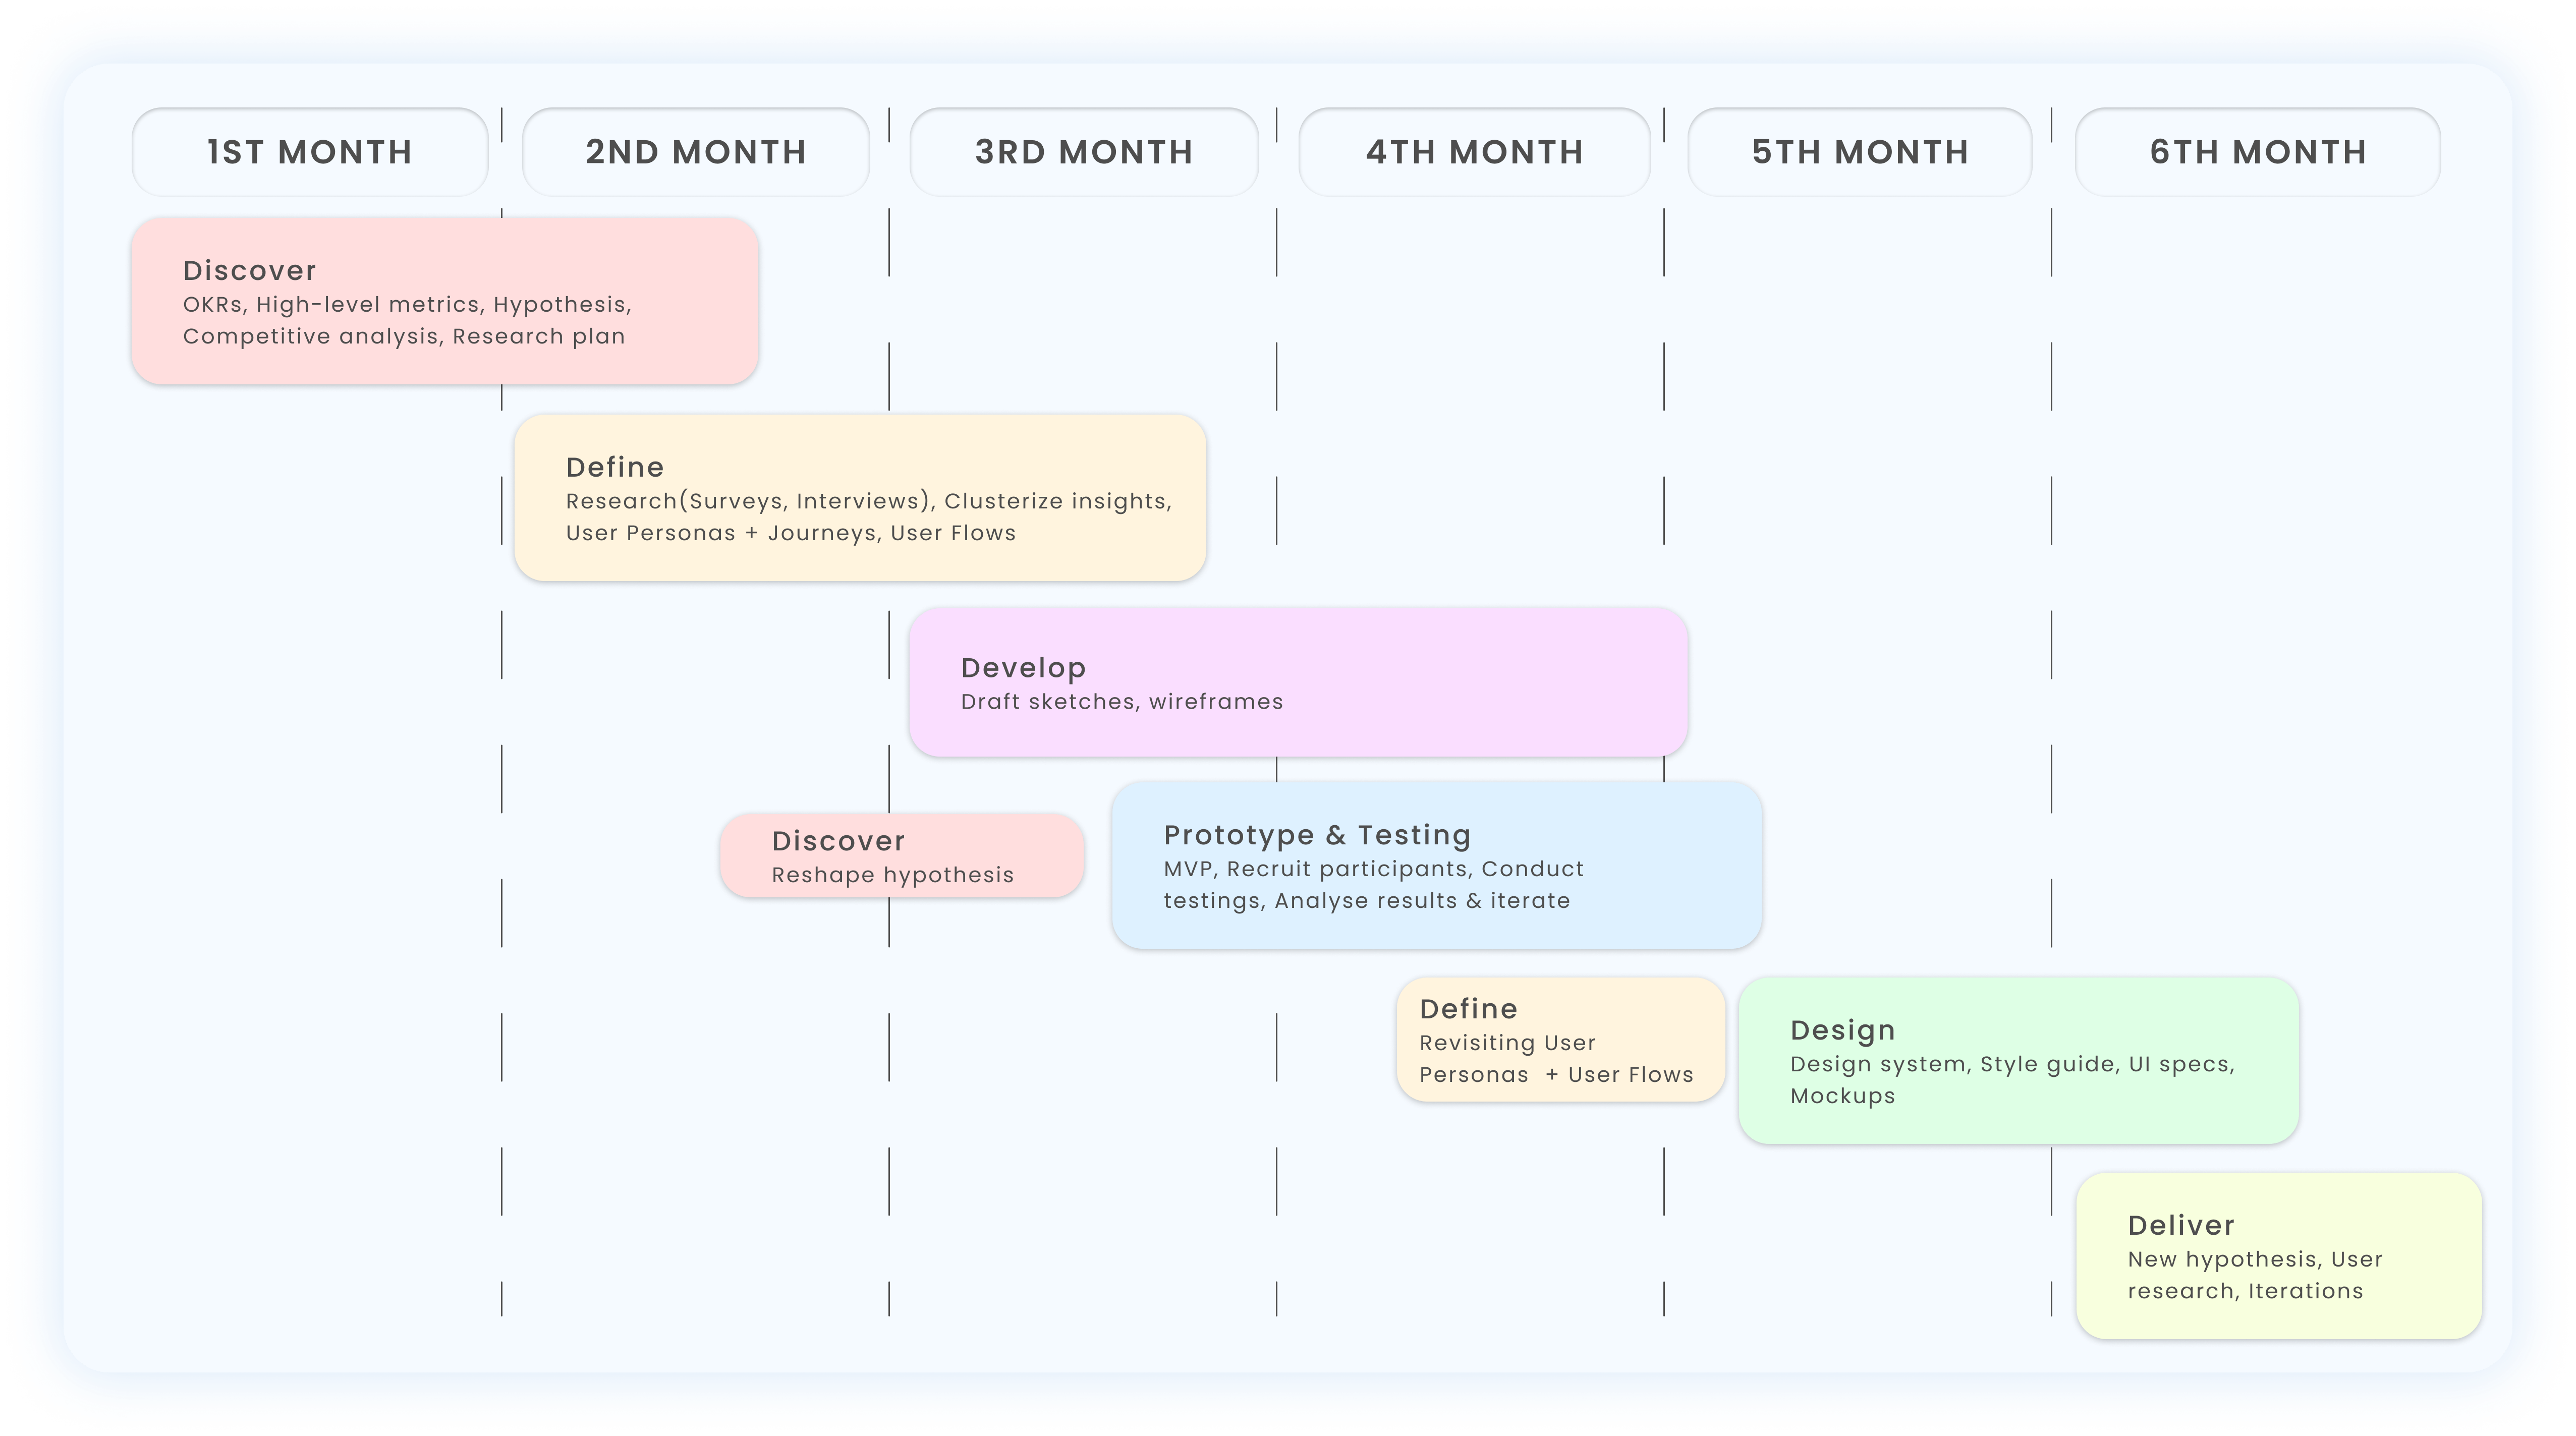 1ST MONTH
2ND MONTH
3RD MONTH
4TH MONTH
5TH MONTH
6TH MONTH
Discover
OKRs, High-level metrics, Hypothesis,
Competitive analysis, Research plan
Define
Research(Surveys, Interviews), Clusterize insights,
User Personas + Journeys, User Flows
Develop
Draft sketches, wireframes
Discover
Reshape hypothesis
Prototype & Testing
MVP, Recruit participants, Conduct
testings, Analyse results & iterate
Define
Revisiting User
Personas  + User Flows
Design
Design system, Style guide, UI specs,
Mockups
Deliver
New hypothesis, User
research, Iterations